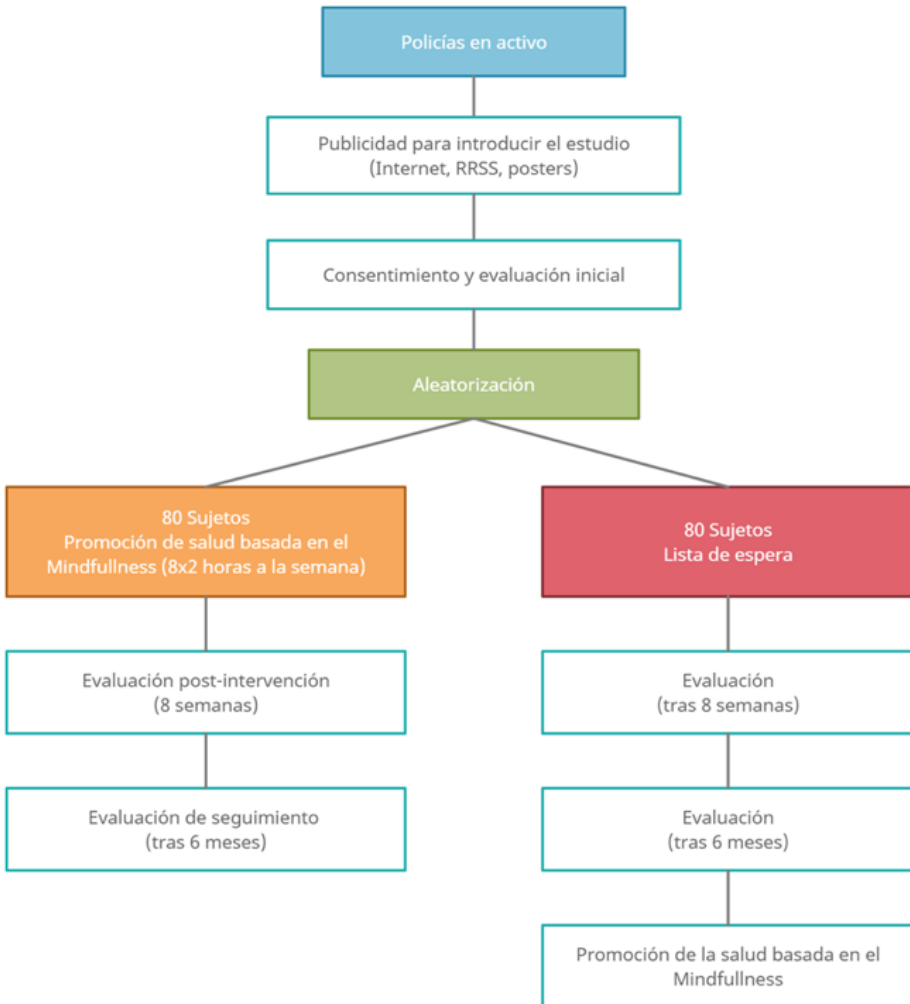 Policías en activo
Publicidad para introducir el estudio
(Internet, RRSS, posters)
Consentimiento y evaluación inicial
Aleatorización
80 Sujetos
Promoción de salud basada en el
Mindfullness (8x2 horas a la semana)
80 Sujetos
Lista de espera
Evaluación post-intervención
(8 semanas)
Evaluación
(tras 8 semanas)
Evaluación de seguimiento
(tras 6 meses)
Evaluación
(tras 6 meses)
Promoción de la salud basada en el
Mindfullness